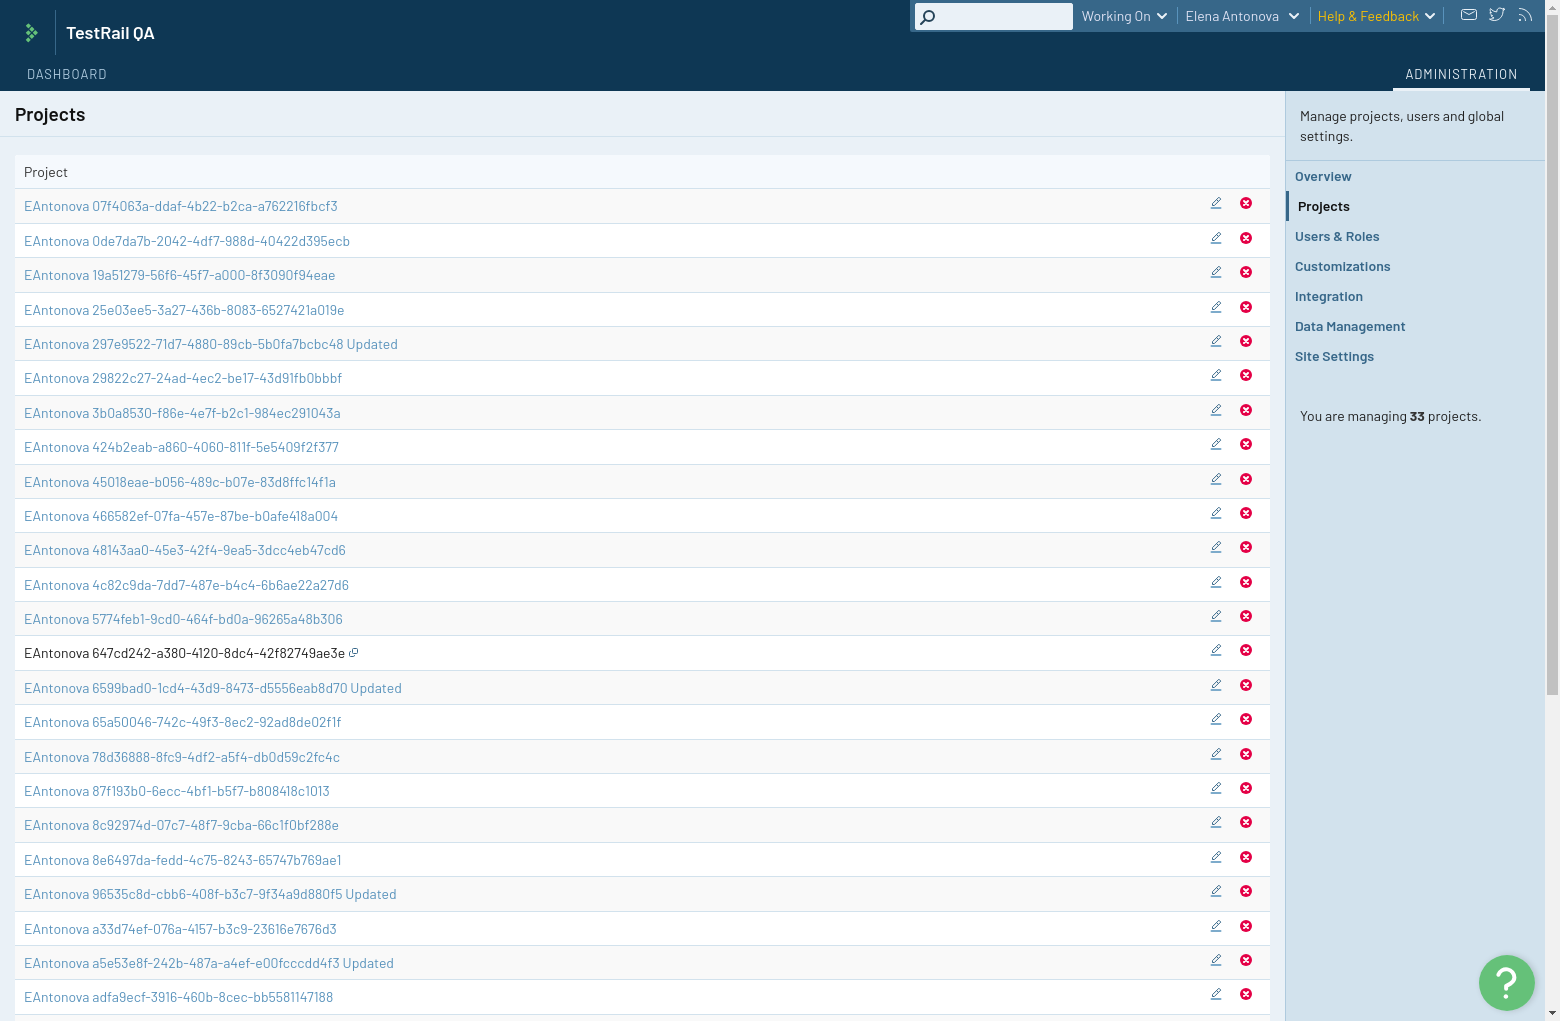 TestRail QA
Working On
Elena Antonova
Help & Feedback
DASHBOARD
ADMINISTRATION
Projects
Project
EAntonova 07f4063a-ddaf-4b22-b2ca-a762216fbcf3
EAntonova 0de7da7b-2042-4df7-988d-40422d395ecb
EAntonova 19a51279-56f6-45f7-a000-8f3090f94eae
EAntonova 25e03ee5-3a27-436b-8083-6527421a019e
EAntonova 297e9522-71d7-4880-89cb-5b0fa7bcbc48 Updated
EAntonova 29822c27-24ad-4ec2-be17-43d91fb0bbbf
EAntonova 3b0a8530-f86e-4e7f-b2c1-984ec291043a
EAntonova 424b2eab-a860-4060-811f-5e5409f2f377
EAntonova 45018eae-b056-489c-b07e-83d8ffc14f1a
EAntonova 466582ef-07fa-457e-87be-b0afe418a004
EAntonova 48143aa0-45e3-42f4-9ea5-3dcc4eb47cd6
EAntonova 4c82c9da-7dd7-487e-b4c4-6b6ae22a27d6
EAntonova 5774feb1-9cd0-464f-bd0a-96265a48b306
EAntonova 647cd242-a380-4120-8dc4-42f82749ae3e
EAntonova 6599bad0-1cd4-43d9-8473-d5556eab8d70 Updated
EAntonova 65a50046-742c-49f3-8ec2-92ad8de02f1f
EAntonova 78d36888-8fc9-4df2-a5f4-db0d59c2fc4c
EAntonova 87f193b0-6ecc-4bf1-b5f7-b808418c1013
EAntonova 8c92974d-07c7-48f7-9cba-66c1f0bf288e
EAntonova 8e6497da-fedd-4c75-8243-65747b769ae1
EAntonova 96535c8d-cbb6-408f-b3c7-9f34a9d880f5 Updated
EAntonova a33d74ef-076a-4157-b3c9-23616e7676d3
EAntonova a5e53e8f-242b-487a-a4ef-e00fcccdd4f3 Updated
EAntonova adfa9ecf-3916-460b-8cec-bb5581147188
Manage projects, users and global
settings.
Overview
Projects
Users & Roles
Customizations
Integration
Data Management
Site Settings
You are managing 33 projects.
?